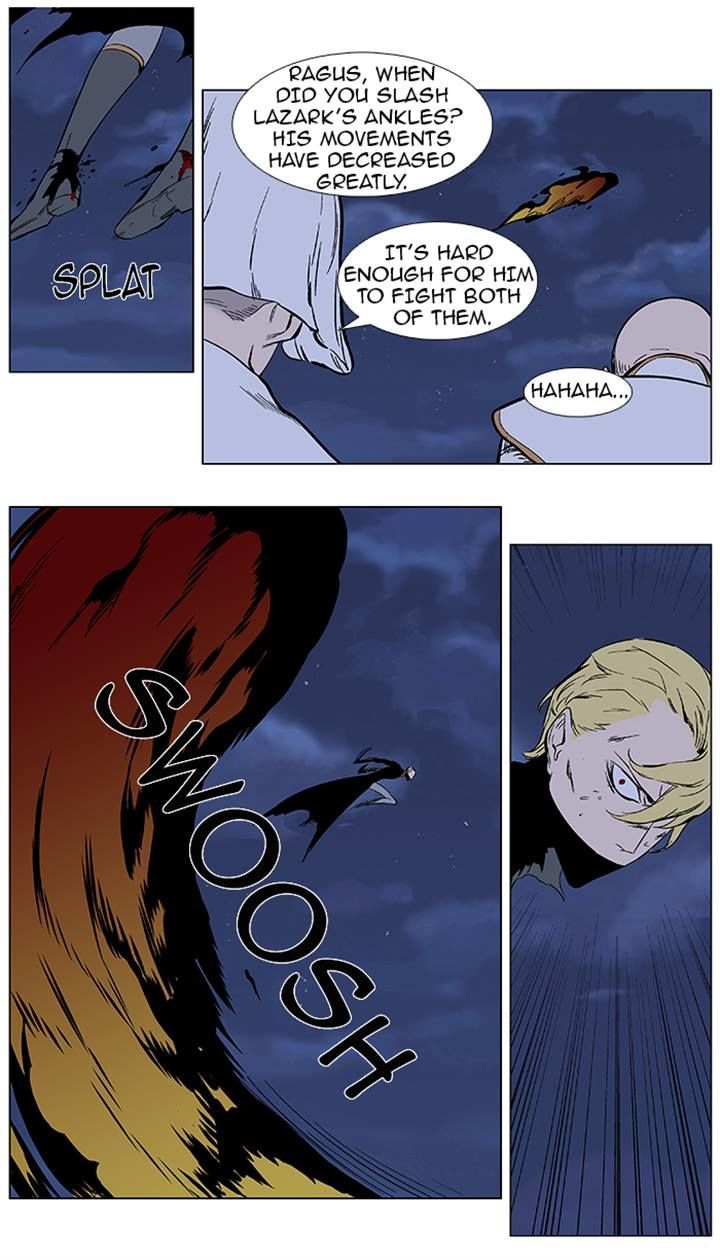 RAGUS, WHEN
DID YOU SLASH
LAZARK'S ANKLES?
HIS MOVEMENTS
HAVE DECREASED
GREATLY.
SPLAT
IT'S HARD
ENOUGH FOR HIM
TO FIGHT BOTH
OF THEM.
HAHAHA...
SWOOSH